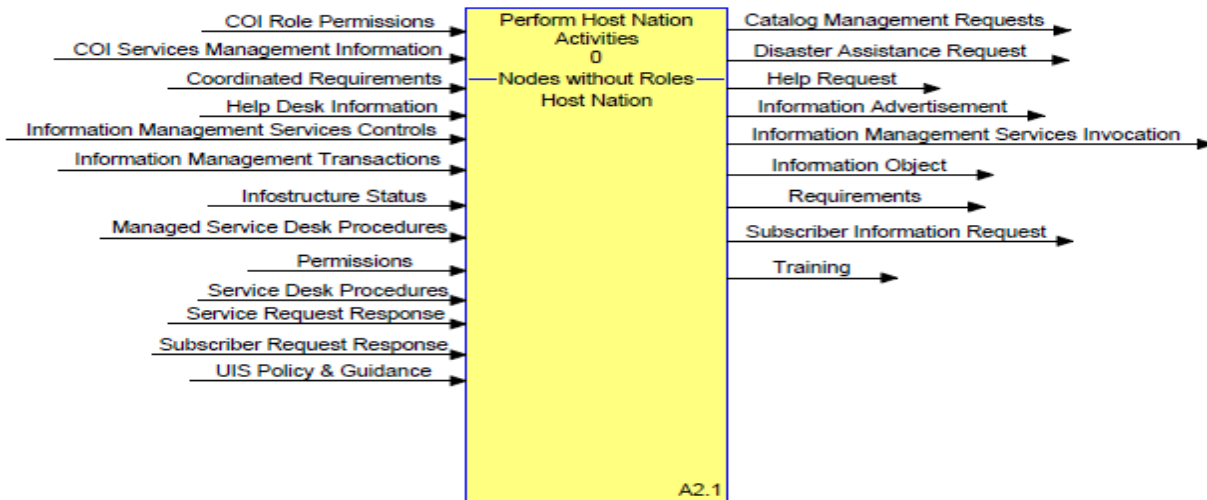 COI Role Permissions
COI Services Management Information
Coordinated Requirements
Help Desk Information
Information Management Services Controls
Information Management Transactions
Infostructure Status
Managed Service Desk Procedures
Permissions
Service Desk Procedures
Service Request Response
Subscriber Request Response
UIS Policy & Guidance
Perform Host Nation
Activities
0
Nodes without Roles
Host Nation
A2.1
Catalog Management Requests
Disaster Assistance Request
Help Request
Information Advertisement
Information Management Services Invocation
Information Object
Requirements
Subscriber Information Request
Training